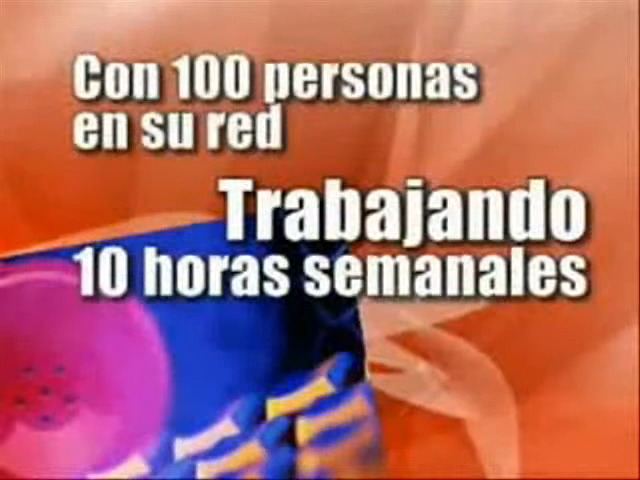 Con 100 personas
en su red
Trabajando
10 horas semanales